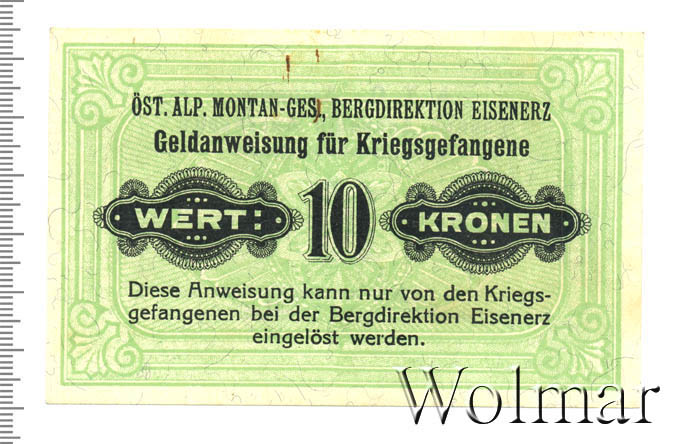 ÖST. ALP. MONTAN-GES., BERGDIREKTION EISENERZ
Geldanweisung für Kriegsgefangene
WERT: 10 KRONEN
Diese Anweisung kann nur von den Kriegs-
gefangenen bei der Bergdirektion Eisenerz
eingelöst werden.
Wolmar